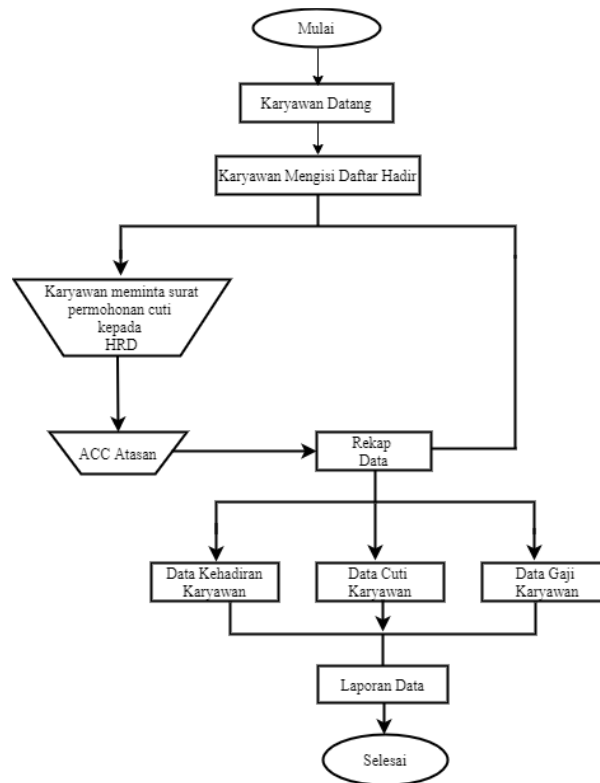 Mulai
Karyawan Datang
Karyawan Mengisi Daftar Hadir
Karyawan meminta surat
permohonan cuti
kepada
HRD
ACC Atasan
Rekap
Data
Data Kehadiran
Karyawan
Data Cuti
Karyawan
Data Gaji
Karyawan
Laporan Data
Selesai